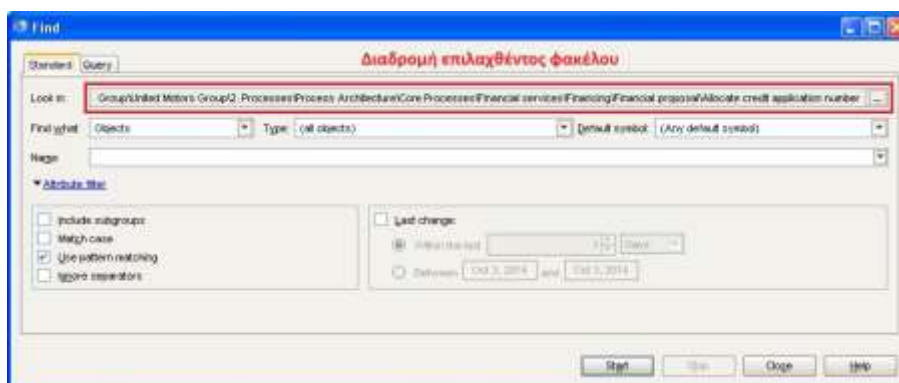 Find
Standard Query
Διαδρομή επιλαχθέντος φακέλου
Look in: Group\United Motors Group\2. Processes\Process Architecture\Core Processes\Financial services\Financing\Financial proposal\Allocate credit application number ...
Find what: Objects Type: (all objects) Default symbol: (Any default symbol)
Name
Attribute filter
Include subgroups
Match case
Use pattern matching
Ignore separators
Last change:
Within the last Days
Between Oct 3, 2014 and Oct 3, 2014
Start Stop Close Help